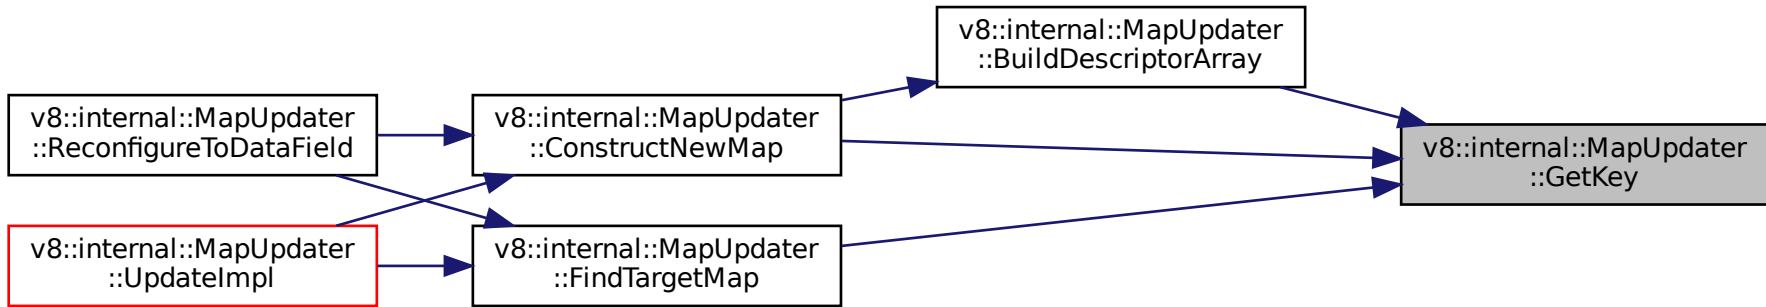 v8::internal::MapUpdater
::BuildDescriptorArray
v8::internal::MapUpdater
::ReconfigureToDataField
v8::internal::MapUpdater
::ConstructNewMap
v8::internal::MapUpdater
::GetKey
v8::internal::MapUpdater
::UpdateImpl
v8::internal::MapUpdater
::FindTargetMap